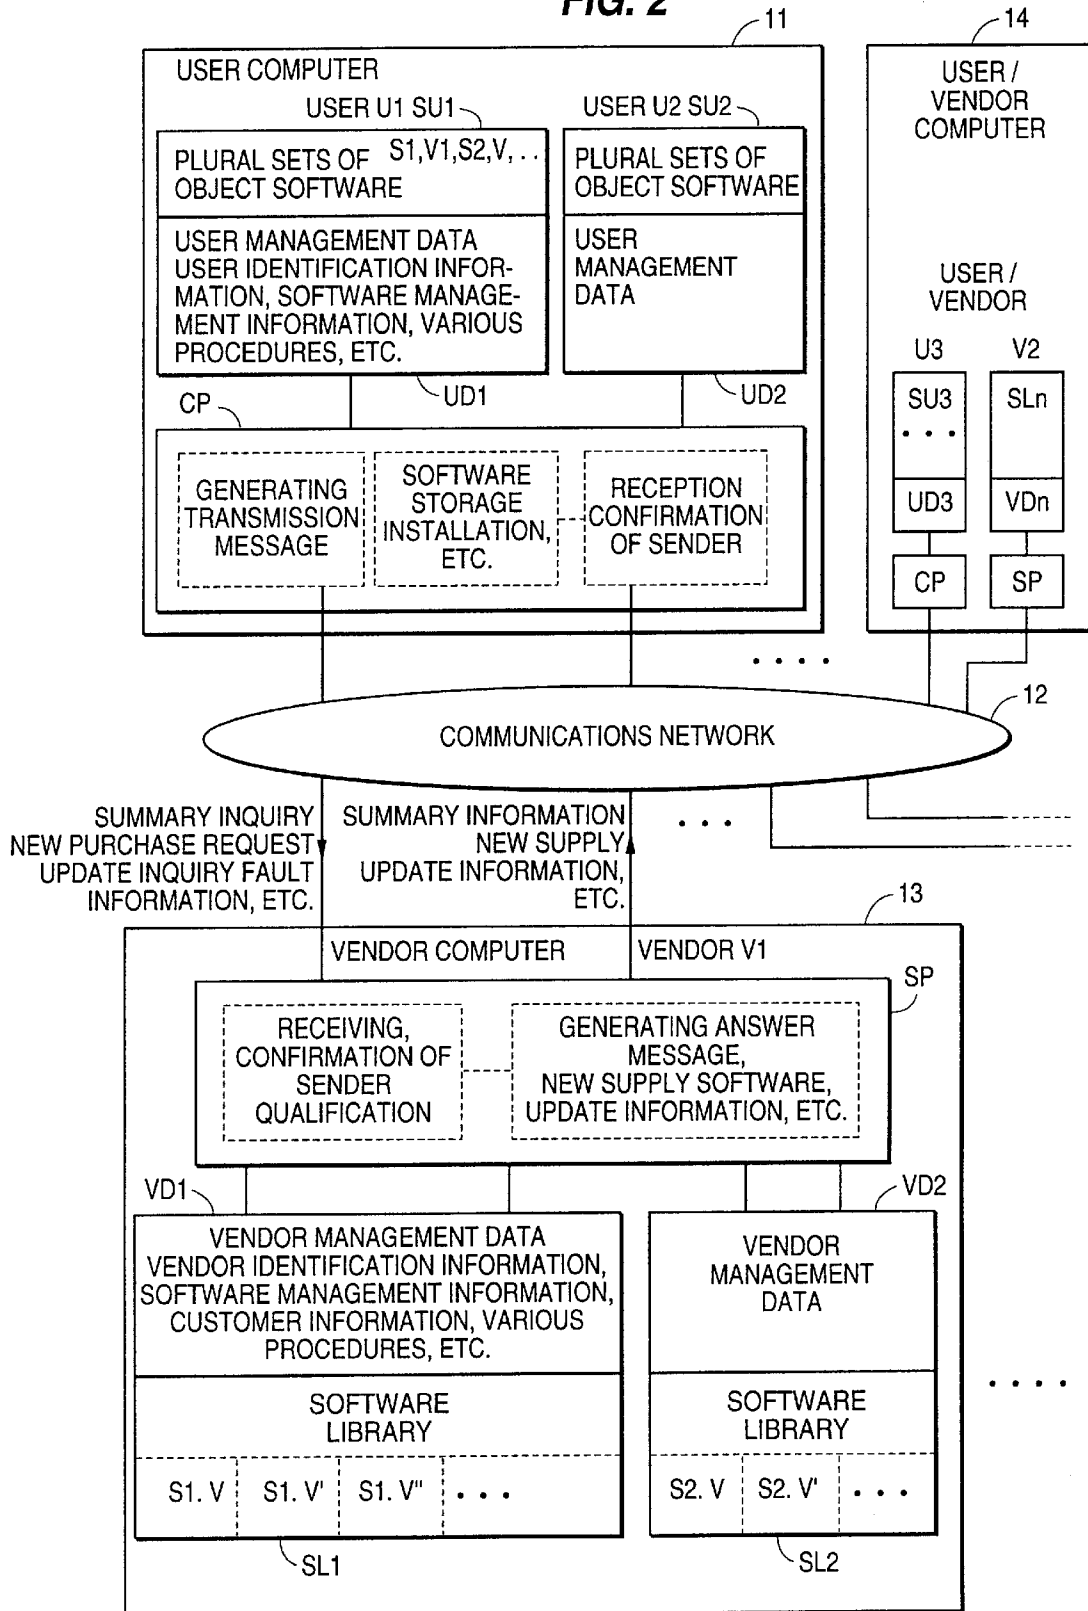 FIG. 2
11
14
USER COMPUTER
USER U1 SU1
USER U2 SU2
PLURAL SETS OF S1,V1,S2,V,..
OBJECT SOFTWARE
PLURAL SETS OF
OBJECT SOFTWARE
USER MANAGEMENT DATA
USER IDENTIFICATION INFOR-
MATION, SOFTWARE MANAGE-
MENT INFORMATION, VARIOUS
PROCEDURES, ETC.
USER
MANAGEMENT
DATA
UD1
UD2
CP
GENERATING
TRANSMISSION
MESSAGE
SOFTWARE
STORAGE
INSTALLATION,
ETC.
RECEPTION
CONFIRMATION
OF SENDER
USER /
VENDOR
COMPUTER
USER /
VENDOR
U3
V2
SU3
• • •
SLn
UD3
VDn
CP
SP
• • • •
12
COMMUNICATIONS NETWORK
SUMMARY INQUIRY
NEW PURCHASE REQUEST
UPDATE INQUIRY FAULT
INFORMATION, ETC.
SUMMARY INFORMATION
NEW SUPPLY
UPDATE INFORMATION,
ETC.
• • •
13
VENDOR COMPUTER
VENDOR V1
SP
RECEIVING,
CONFIRMATION OF
SENDER
QUALIFICATION
GENERATING ANSWER
MESSAGE,
NEW SUPPLY SOFTWARE,
UPDATE INFORMATION, ETC.
VD1
VD2
VENDOR MANAGEMENT DATA
VENDOR IDENTIFICATION INFORMATION,
SOFTWARE MANAGEMENT INFORMATION,
CUSTOMER INFORMATION, VARIOUS
PROCEDURES, ETC.
VENDOR
MANAGEMENT
DATA
SOFTWARE
LIBRARY
SOFTWARE
LIBRARY
• • • •
S1. V
S1. V'
S1. V"
• • •
S2. V
S2. V'
• • •
SL1
SL2